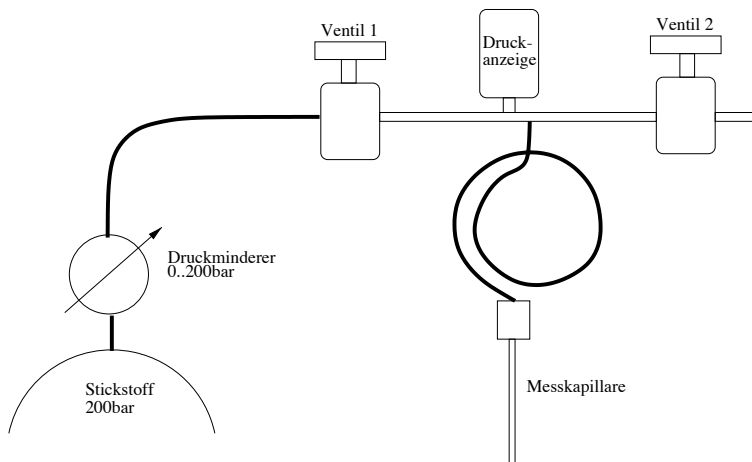 Ventil 1
Druck-
anzeige
Ventil 2
Druckminderer
0..200bar
Stickstoff
200bar
Messkapillare